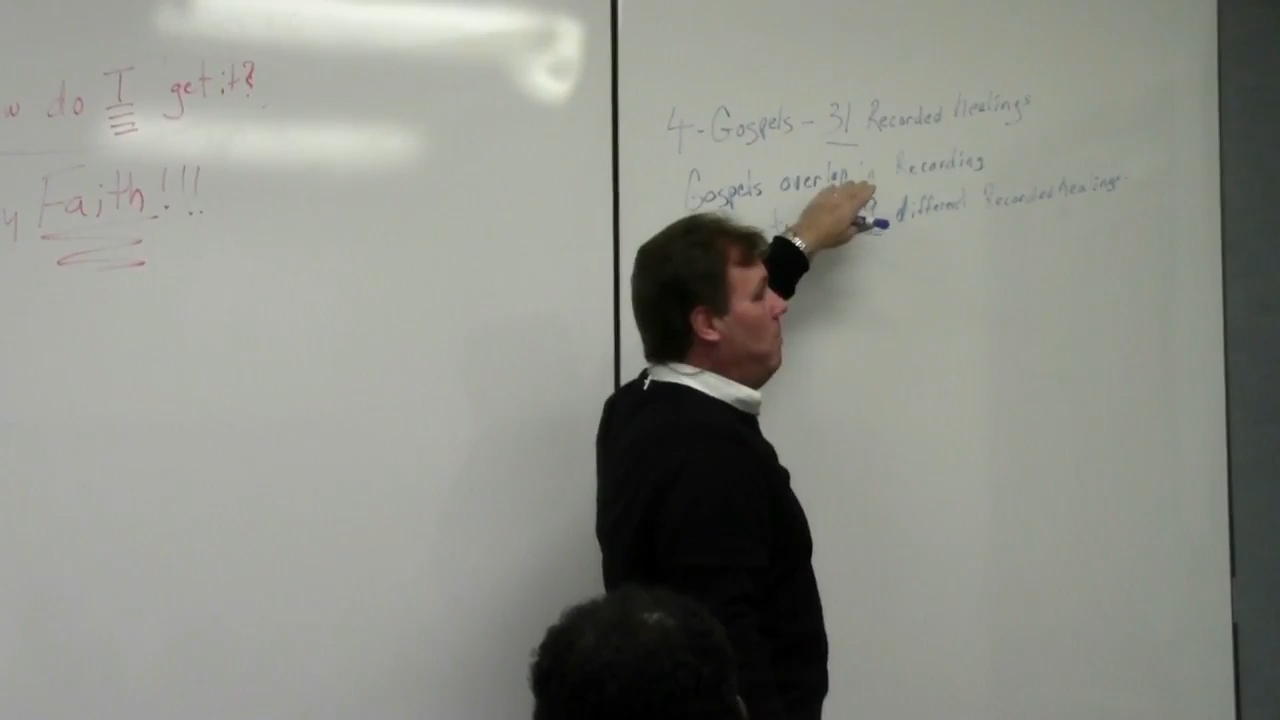 do I get it?
Faith!!!
4-Gospels - 31 Recorded Healings
Gospels overlap in Recording
different Recorded healings.